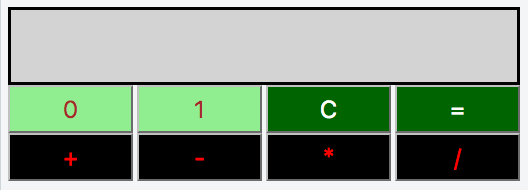 0 1 C =
+ - * /